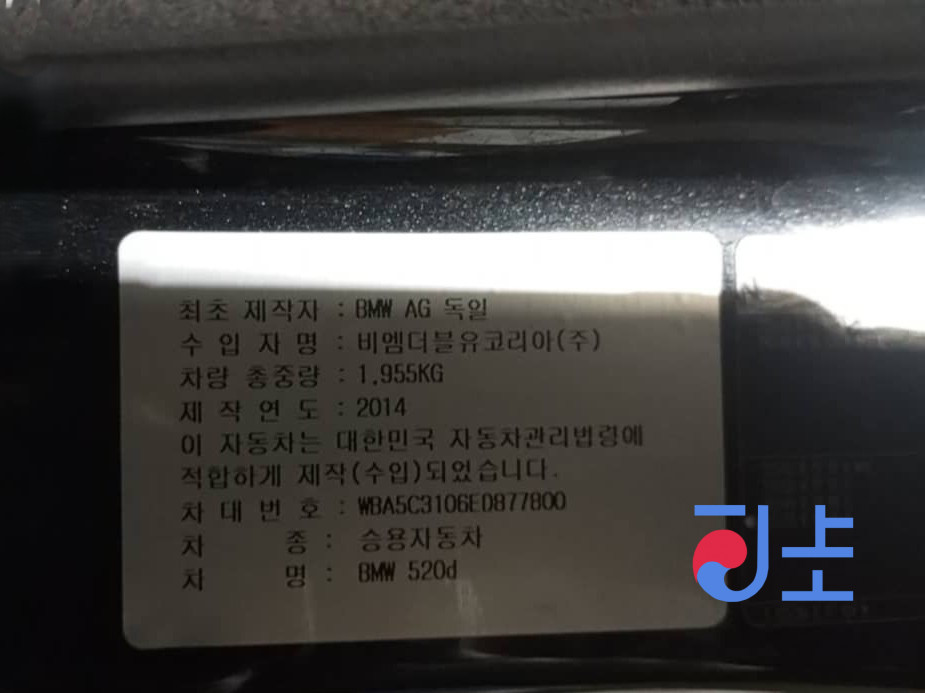 최초 제작자 : BMW AG 독일
수 입 자 명 : 비엠더블유코리아(주)
차량 총중량 : 1,955KG
제 작 연 도 : 2014
이 자동차는 대한민국 자동차관리법령에
적합하게 제작(수입)되었습니다.
차 대 번 호 : WBA5C3106ED877800
차 종 : 승용자동차
차 명 : BMW 520d